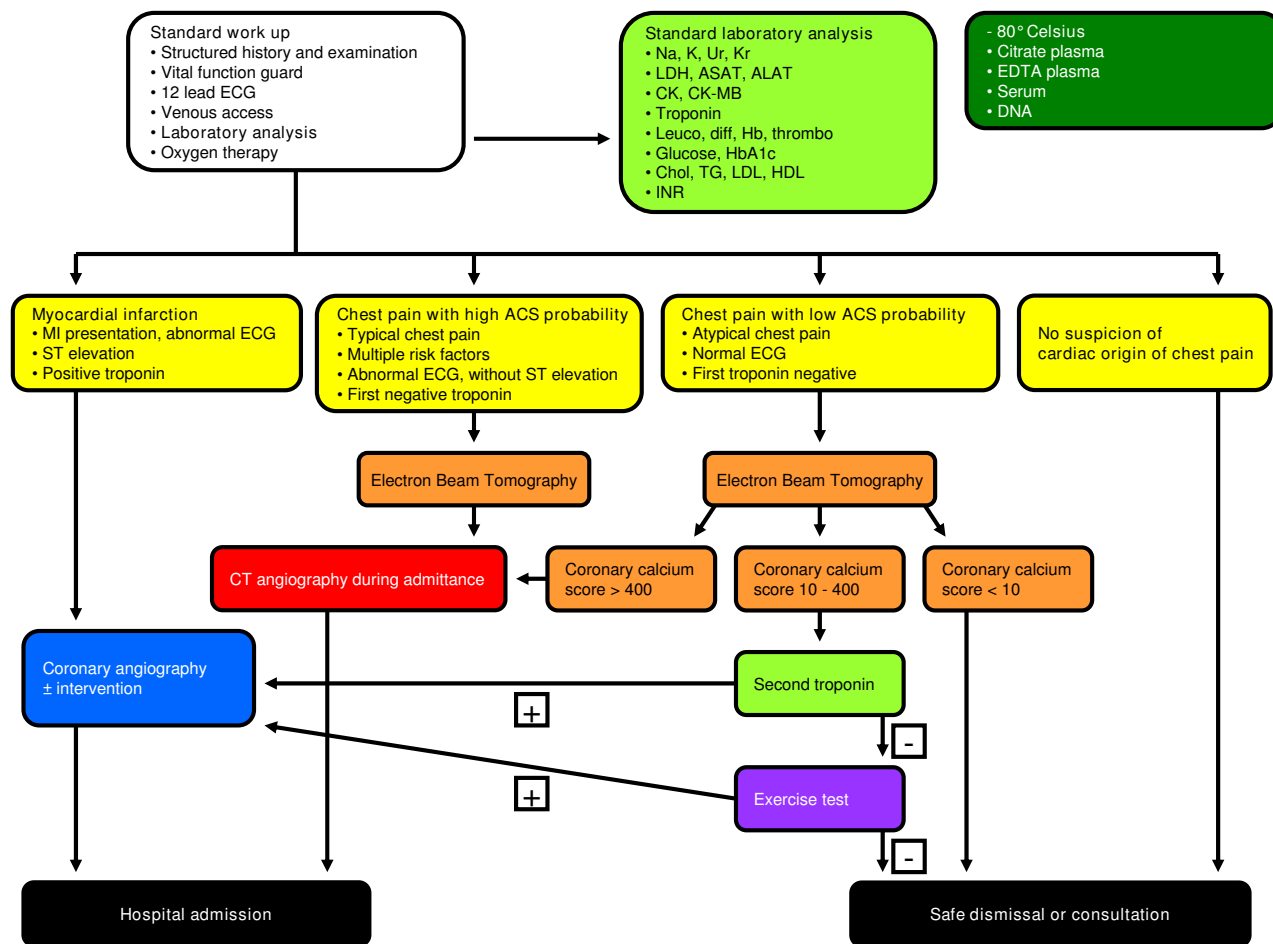 Standard work up
• Structured history and examination
• Vital function guard
• 12 lead ECG
• Venous access
• Laboratory analysis
• Oxygen therapy
Standard laboratory analysis
• Na, K, Ur, Kr
• LDH, ASAT, ALAT
• CK, CK-MB
• Troponin
• Leuco, diff, Hb, thrombo
• Glucose, HbA1c
• Chol, TG, LDL, HDL
• INR
- 80° Celsius
• Citrate plasma
• EDTA plasma
• Serum
• DNA
Myocardial infarction
• MI presentation, abnormal ECG
• ST elevation
• Positive troponin
Chest pain with high ACS probability
• Typical chest pain
• Multiple risk factors
• Abnormal ECG, without ST elevation
• First negative troponin
Chest pain with low ACS probability
• Atypical chest pain
• Normal ECG
• First troponin negative
No suspicion of
cardiac origin of chest pain
Electron Beam Tomography
Electron Beam Tomography
CT angiography during admittance
Coronary calcium
score > 400
Coronary calcium
score 10 - 400
Coronary calcium
score < 10
Coronary angiography
± intervention
Second troponin
+
-
Exercise test
+
-
Hospital admission
Safe dismissal or consultation